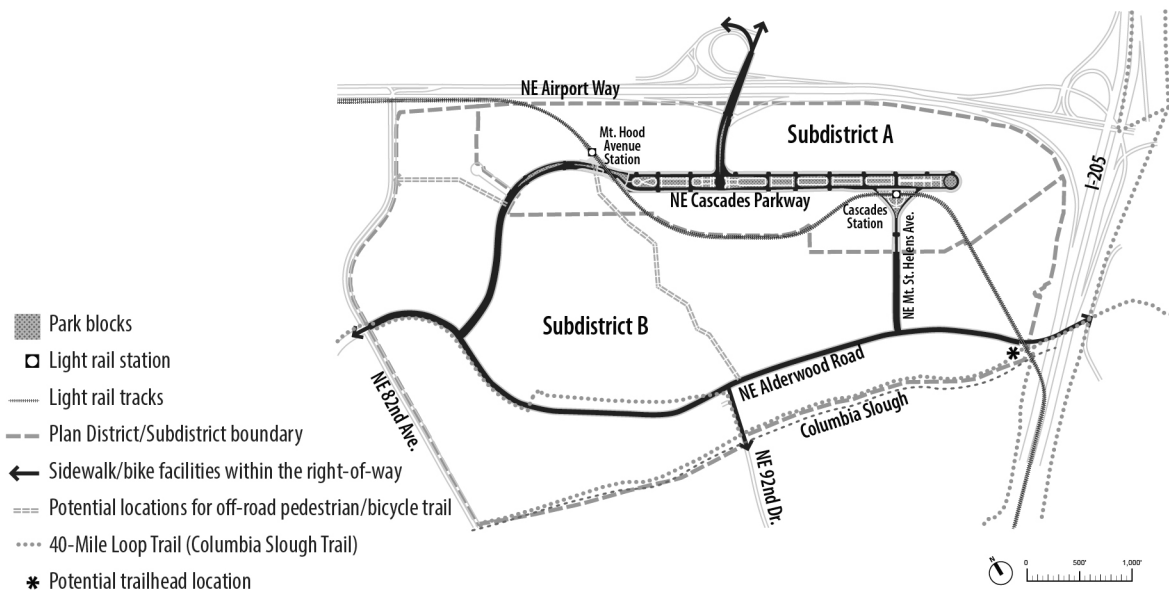 NE Airport Way
Mt. Hood
Avenue
Station
Subdistrict A
I-205
NE Cascades Parkway
Cascades
Station
NE Mt. St. Helens Ave.
Subdistrict B
NE Alderwood Road
Columbia Slough
NE 82nd Ave.
NE 92nd Dr.
Park blocks
Light rail station
Light rail tracks
Plan District/Subdistrict boundary
Sidewalk/bike facilities within the right-of-way
Potential locations for off-road pedestrian/bicycle trail
40-Mile Loop Trail (Columbia Slough Trail)
Potential trailhead location
N
0 500' 1,000'